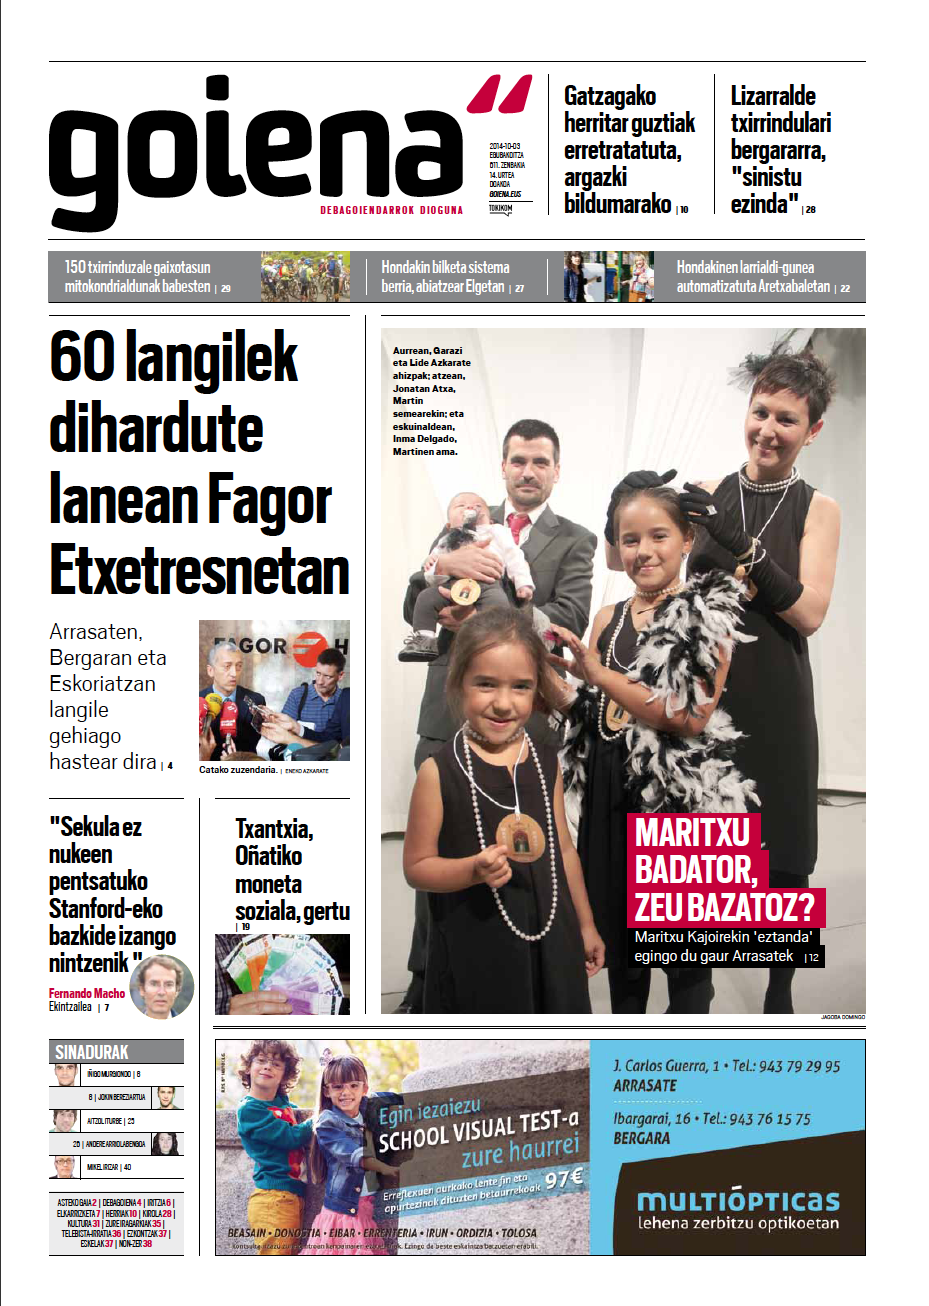 goiena
DEBAGOIENDARROK DIOGUNA
2014-10-03
EGUBAKOITZA
611. ZENBAKIA
14. URTEA
DOAKOA
GOIENA.EUS
TOKIKOM
Gatzagako
herritar guztiak
erretratatuta,
argazki
bildumarako | 10
Lizarralde
txirrindulari
bergararra,
"sinistu
ezinda" | 28
150 txirrinduzale gaixotasun
mitokondrialdunak babesten | 29
Hondakin bilketa sistema
berria, abiatzear Elgetan | 27
Hondakinen larrialdi-gunea
automatizatuta Aretxabaletan | 22
60 langilek
dihardute
lanean Fagor
Etxetresnetan
Arrasaten,
Bergaran eta
Eskoriatzan
langile
gehiago
hastear dira | 4
FAGOR H
Catako zuzendaria. | ENEKO AZKARATE
Aurrean, Garazi
eta Lide Azkarate
ahizpak; atzean,
Jonatan Atxa,
Martin
semearekin; eta
eskuinaldean,
Inma Delgado,
Martinen ama.
MARITXU
BADATOR,
ZEU BAZATOZ?
Maritxu Kajoirekin 'eztanda'
egingo du gaur Arrasatek | 12
JAGOBA DOMINGO
"Sekula ez
nukeen
pentsatuko
Stanford-eko
bazkide izango
nintzenik"
Fernando Macho
Ekintzailea | 7
Txantxia,
Oñatiko
moneta
soziala, gertu
| 19
SINADURAK
IÑIGO MURGIONDO | 8
8 | JOKIN BEREZIARTUA
AITZOL ITURBE | 25
26 | ANDERE ARRIOLABENGOA
MIKEL IRIZAR | 40
ASTEKO GAIA 2 | DEBAGOIENA 4 | IRITZIA 6 |
ELKARRIZKETA 7 | HERRIAK 10 | KIROLA 28 |
KULTURA 31 | ZURE IRAGARKIAK 35 |
TELEBISTA-IRRATIA 36 | EZKONTZAK 37 |
ESKELAK 37 | NON-ZER 38
Egin iezaiezu
SCHOOL VISUAL TEST-a
zure haurrei
Erreflexuen aurkako lente fin eta
apurtezinak dituzten betaurrekoak 97€
BEASAIN • DONOSTIA • EIBAR • ERRENTERIA • IRUN • ORDIZIA • TOLOSA
J. Carlos Guerra, 1 • Tel.: 943 79 29 95
ARRASATE
Ibargarai, 16 • Tel.: 943 76 15 75
BERGARA
MULTIÓPTICAS
lehena zerbitzu optikoetan